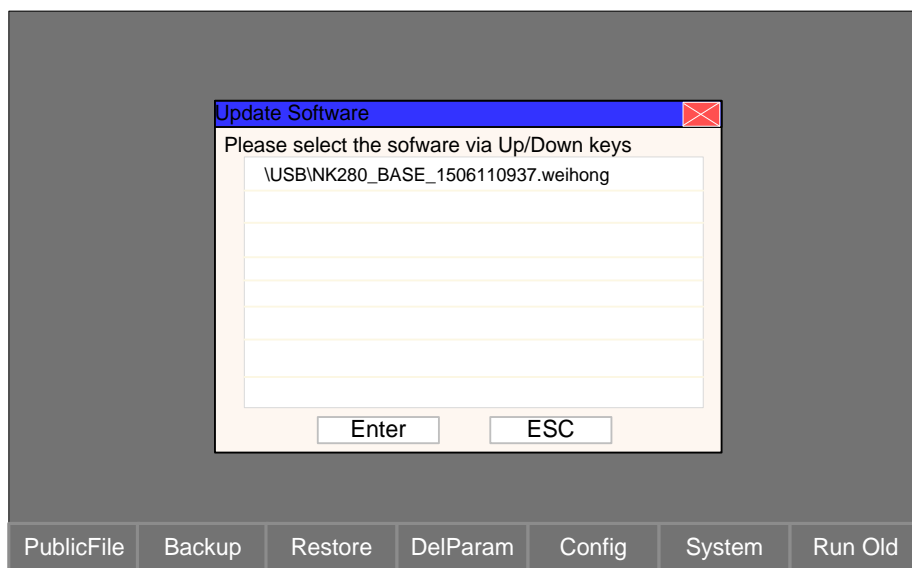 Update Software
Please select the sofware via Up/Down keys
\USB\NK280_BASE_1506110937.weihong
Enter ESC
PublicFile Backup Restore DelParam Config System Run Old